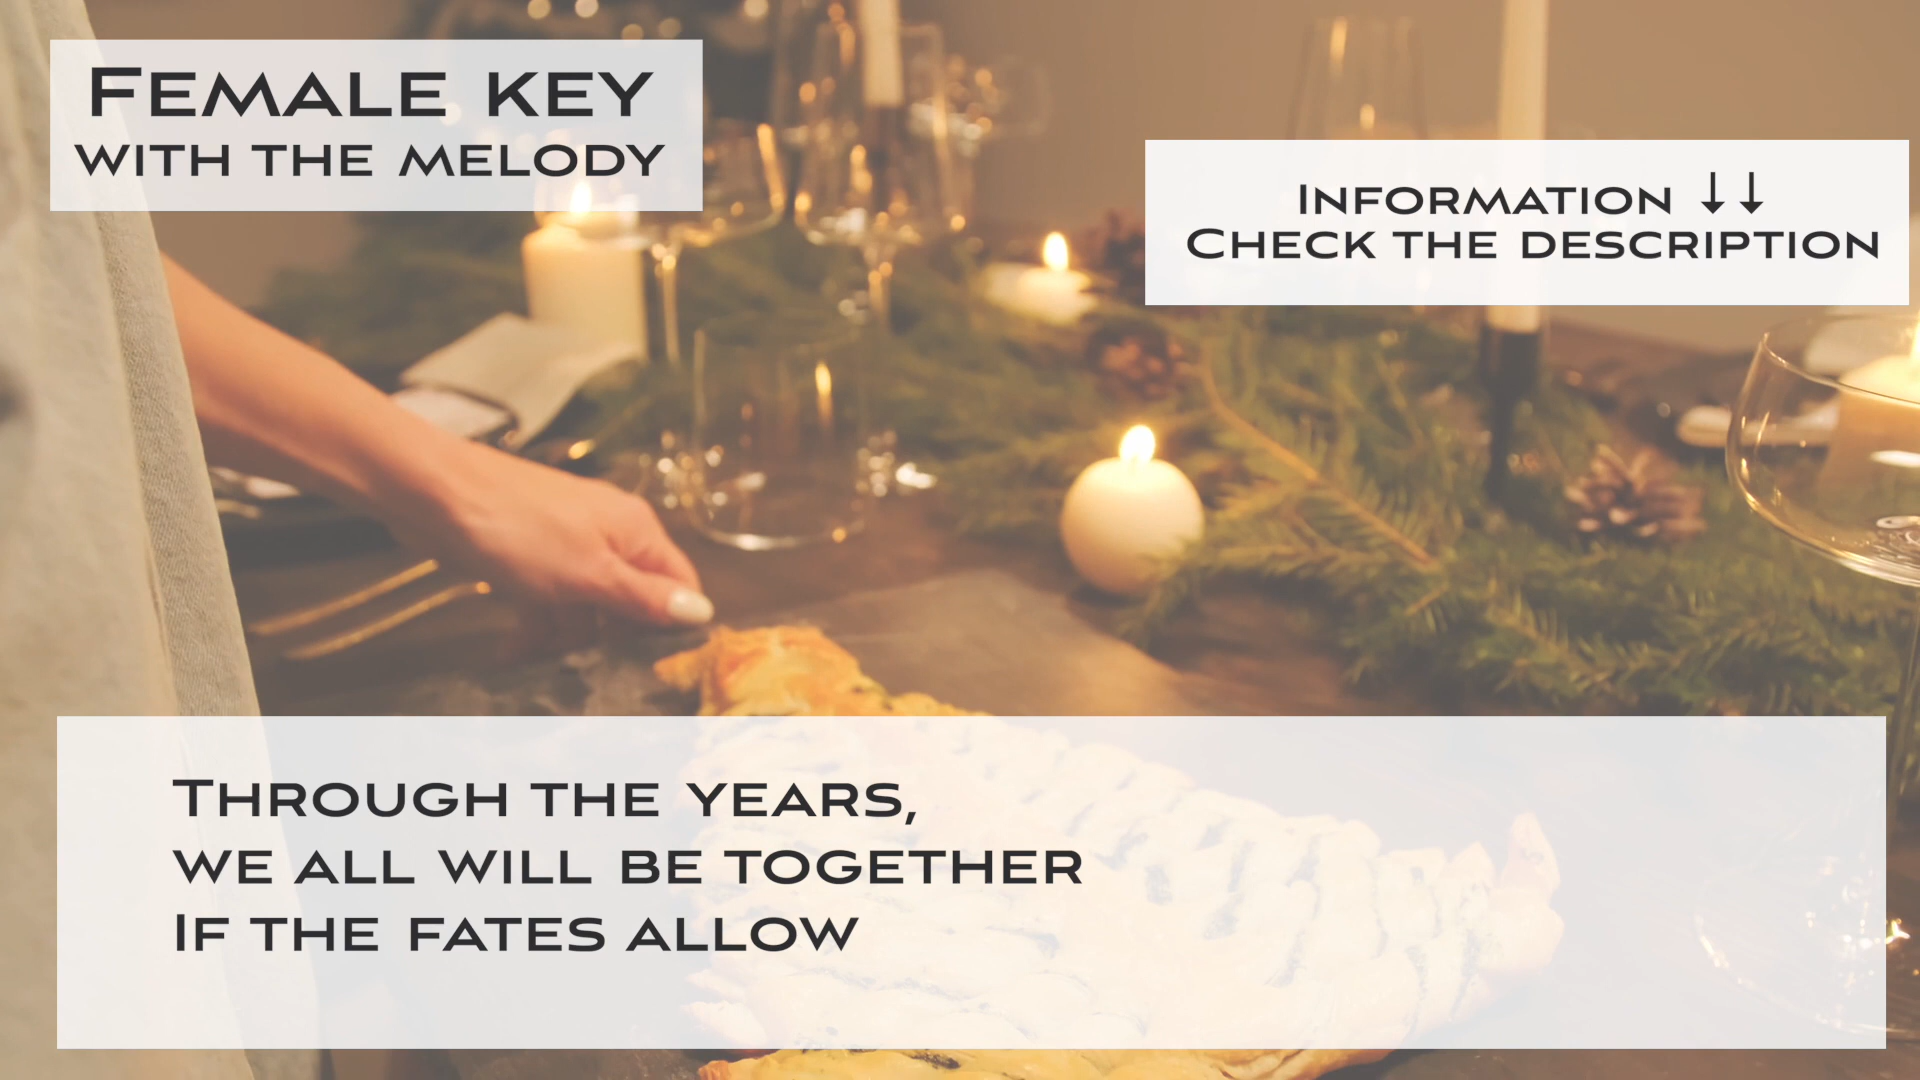 Female key
with the melody
Information ↓↓
Check the description
Through the years,
we all will be together
If the fates allow